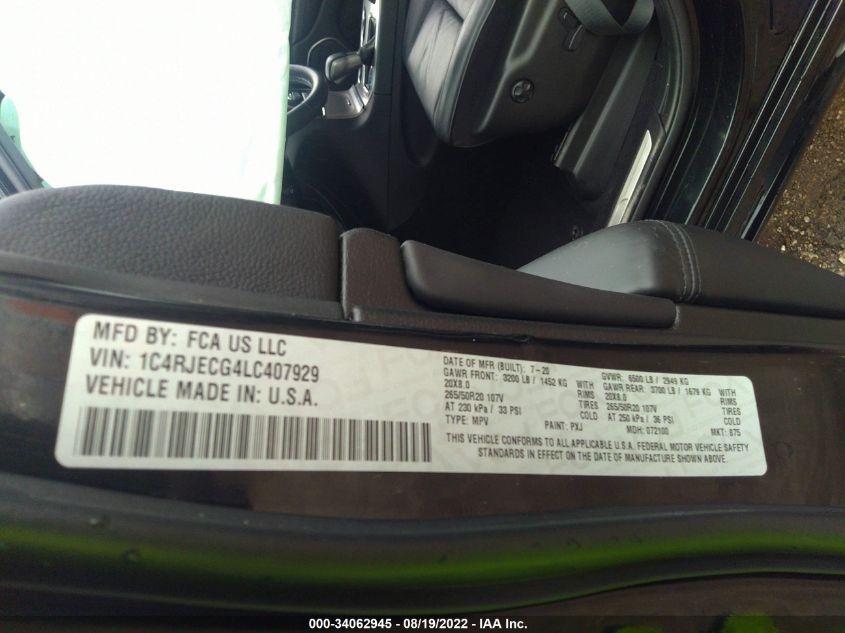 MFD BY: FCA US LLC
VIN: 1C4RJECG4LC407929
VEHICLE MADE IN: U.S.A.
DATE OF MFR (BUILT): 7-20 GVWR: 6500 LB / 2949 KG
GAWR FRONT: 3200 LB / 1452 KG WITH GAWR REAR: 3700 LB / 1679 KG WITH
20X8.0 RIMS 20X8.0 RIMS
265/50R20 107V TIRES 265/50R20 107V TIRES
AT 230 kPa / 33 PSI COLD AT 250 kPa / 36 PSI COLD
TYPE: MPV PAINT: PXJ MDH: 072100 MKT: B75
THIS VEHICLE CONFORMS TO ALL APPLICABLE U.S.A. FEDERAL MOTOR VEHICLE SAFETY
STANDARDS IN EFFECT ON THE DATE OF MANUFACTURE SHOWN ABOVE.
000-34062945 - 08/19/2022 - © IAA, Inc.